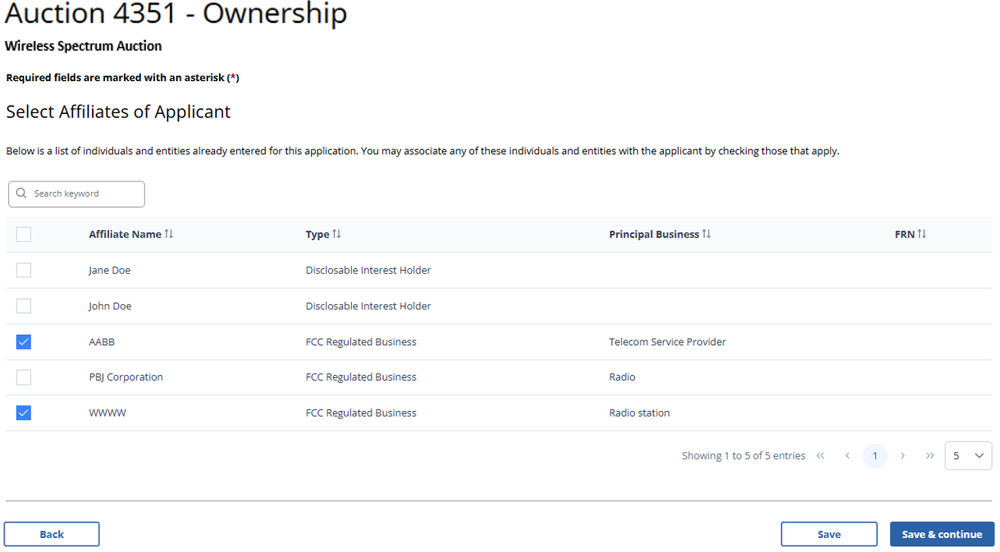 Auction 4351 - Ownership
Wireless Spectrum Auction
Required fields are marked with an asterisk (*)
Select Affiliates of Applicant
Below is a list of individuals and entities already entered for this application. You may associate any of these individuals and entities with the applicant by checking those that apply.
Search keyword
Affiliate Name Type Principal Business FRN
Jane Doe Disclosable Interest Holder
John Doe Disclosable Interest Holder
AABB FCC Regulated Business Telecom Service Provider
PBJ Corporation FCC Regulated Business Radio
WWWW FCC Regulated Business Radio station
Showing 1 to 5 of 5 entries « ‹ 1 › » 5
Back Save Save & continue